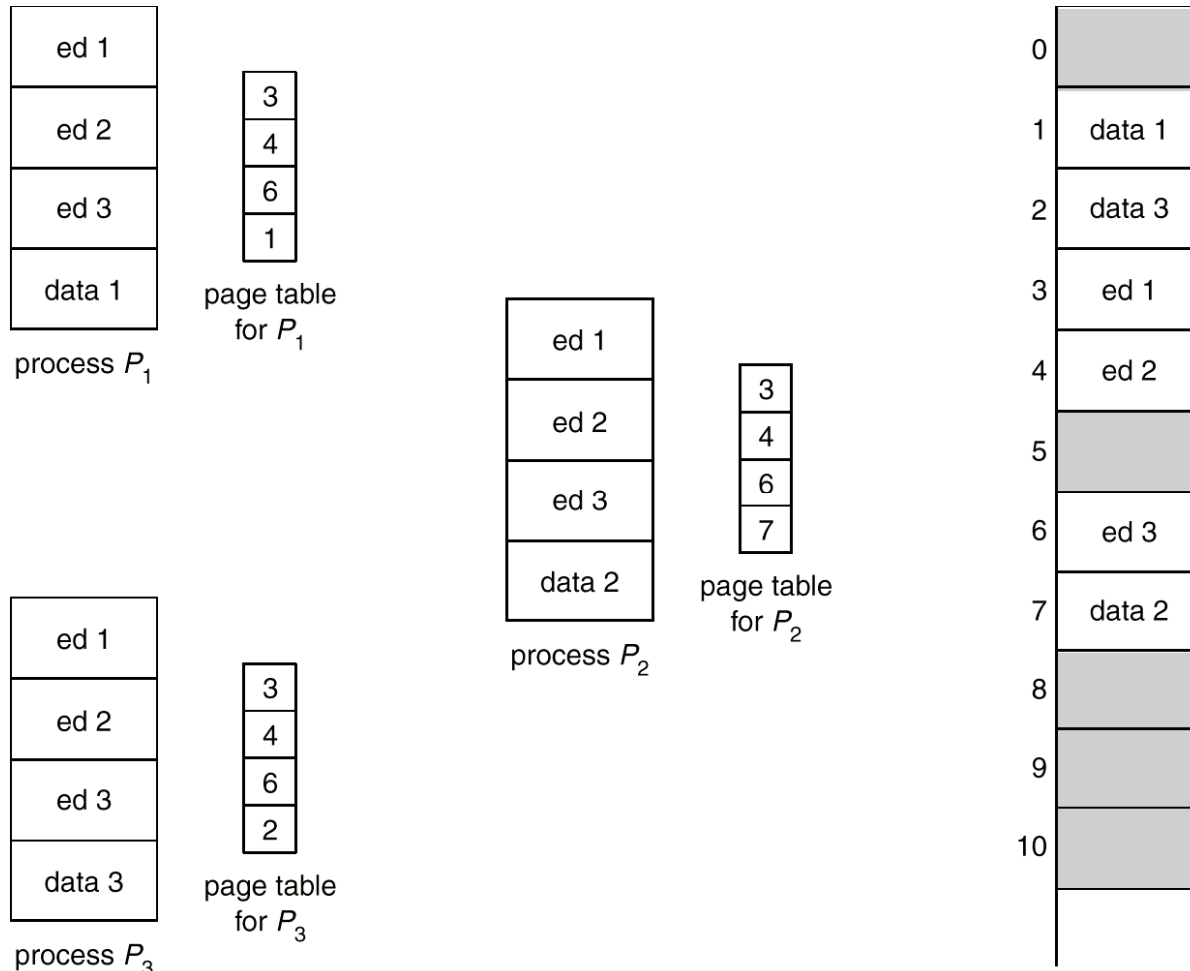 ed 1
ed 2
ed 3
data 1
process P1
3
4
6
1
page table
for P1
ed 1
ed 2
ed 3
data 2
process P2
3
4
6
7
page table
for P2
ed 1
ed 2
ed 3
data 3
process P3
3
4
6
2
page table
for P3
0
1 data 1
2 data 3
3 ed 1
4 ed 2
5
6 ed 3
7 data 2
8
9
10